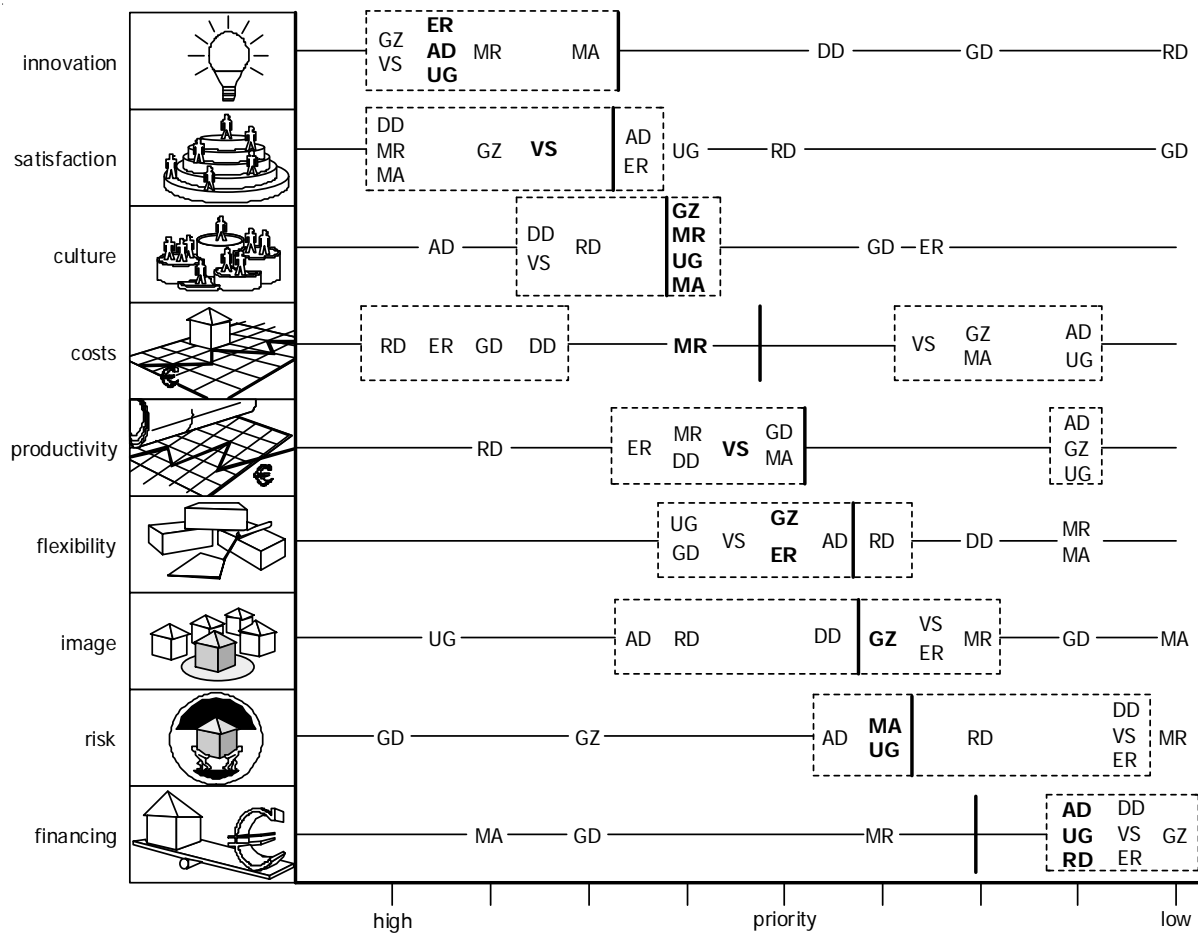 innovation
GZ
VS
ER
AD
UG
MR
MA
DD
GD
RD
satisfaction
DD
MR
MA
GZ
VS
AD
ER
UG
RD
GD
culture
AD
DD
VS
RD
GZ
MR
UG
MA
GD
ER
costs
RD
ER
GD
DD
MR
VS
GZ
MA
AD
UG
€
productivity
RD
ER
MR
DD
VS
GD
MA
AD
GZ
UG
€
flexibility
UG
GD
VS
GZ
ER
AD
RD
DD
MR
MA
image
UG
AD
RD
DD
GZ
VS
ER
MR
GD
MA
risk
GD
GZ
AD
MA
UG
RD
DD
VS
ER
MR
financing
€
MA
GD
MR
AD
UG
RD
DD
VS
ER
GZ
high
priority
low